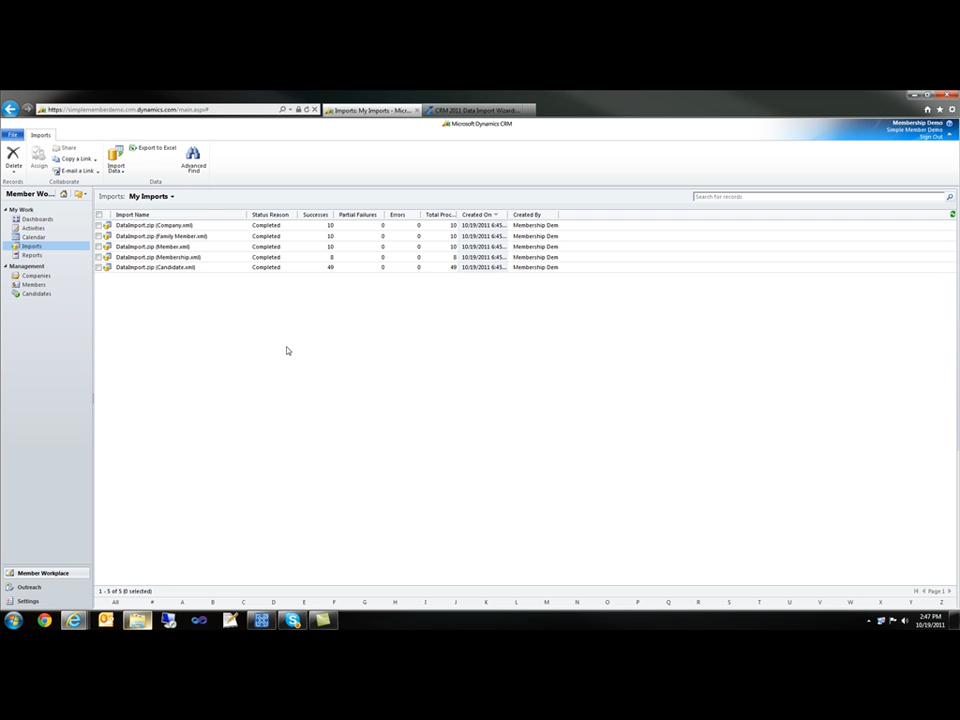 https://simplememberdemo.crm.dynamics.com/main.aspx#
Imports: My Imports - Micr...
CRM 2011 Data Import Wizard:...
Microsoft Dynamics CRM
Membership Demo
Simple Member Demo
Sign Out
File
Imports
Delete
Assign
Share
Copy a Link
E-mail a Link
Import Data
Export to Excel
Advanced Find
Records
Collaborate
Data
Member Wo...
Imports: My Imports
Search for records
My Work
Dashboards
Activities
Calendar
Imports
Reports
Management
Companies
Members
Candidates
Import Name Status Reason Successes Partial Failures Errors Total Proc... Created On Created By
DataImport.zip (Company.xml) Completed 10 0 0 10 10/19/2011 6:45... Membership Dem
DataImport.zip (Family Member.xml) Completed 10 0 0 10 10/19/2011 6:45... Membership Dem
DataImport.zip (Member.xml) Completed 10 0 0 10 10/19/2011 6:45... Membership Dem
DataImport.zip (Membership.xml) Completed 8 0 0 8 10/19/2011 6:45... Membership Dem
DataImport.zip (Candidate.xml) Completed 49 0 0 49 10/19/2011 6:45... Membership Dem
Member Workplace
Outreach
Settings
1 - 5 of 5 (0 selected)
Page 1
All # A B C D E F G H I J K L M N O P Q R S T U V W X Y Z
2:47 PM
10/19/2011